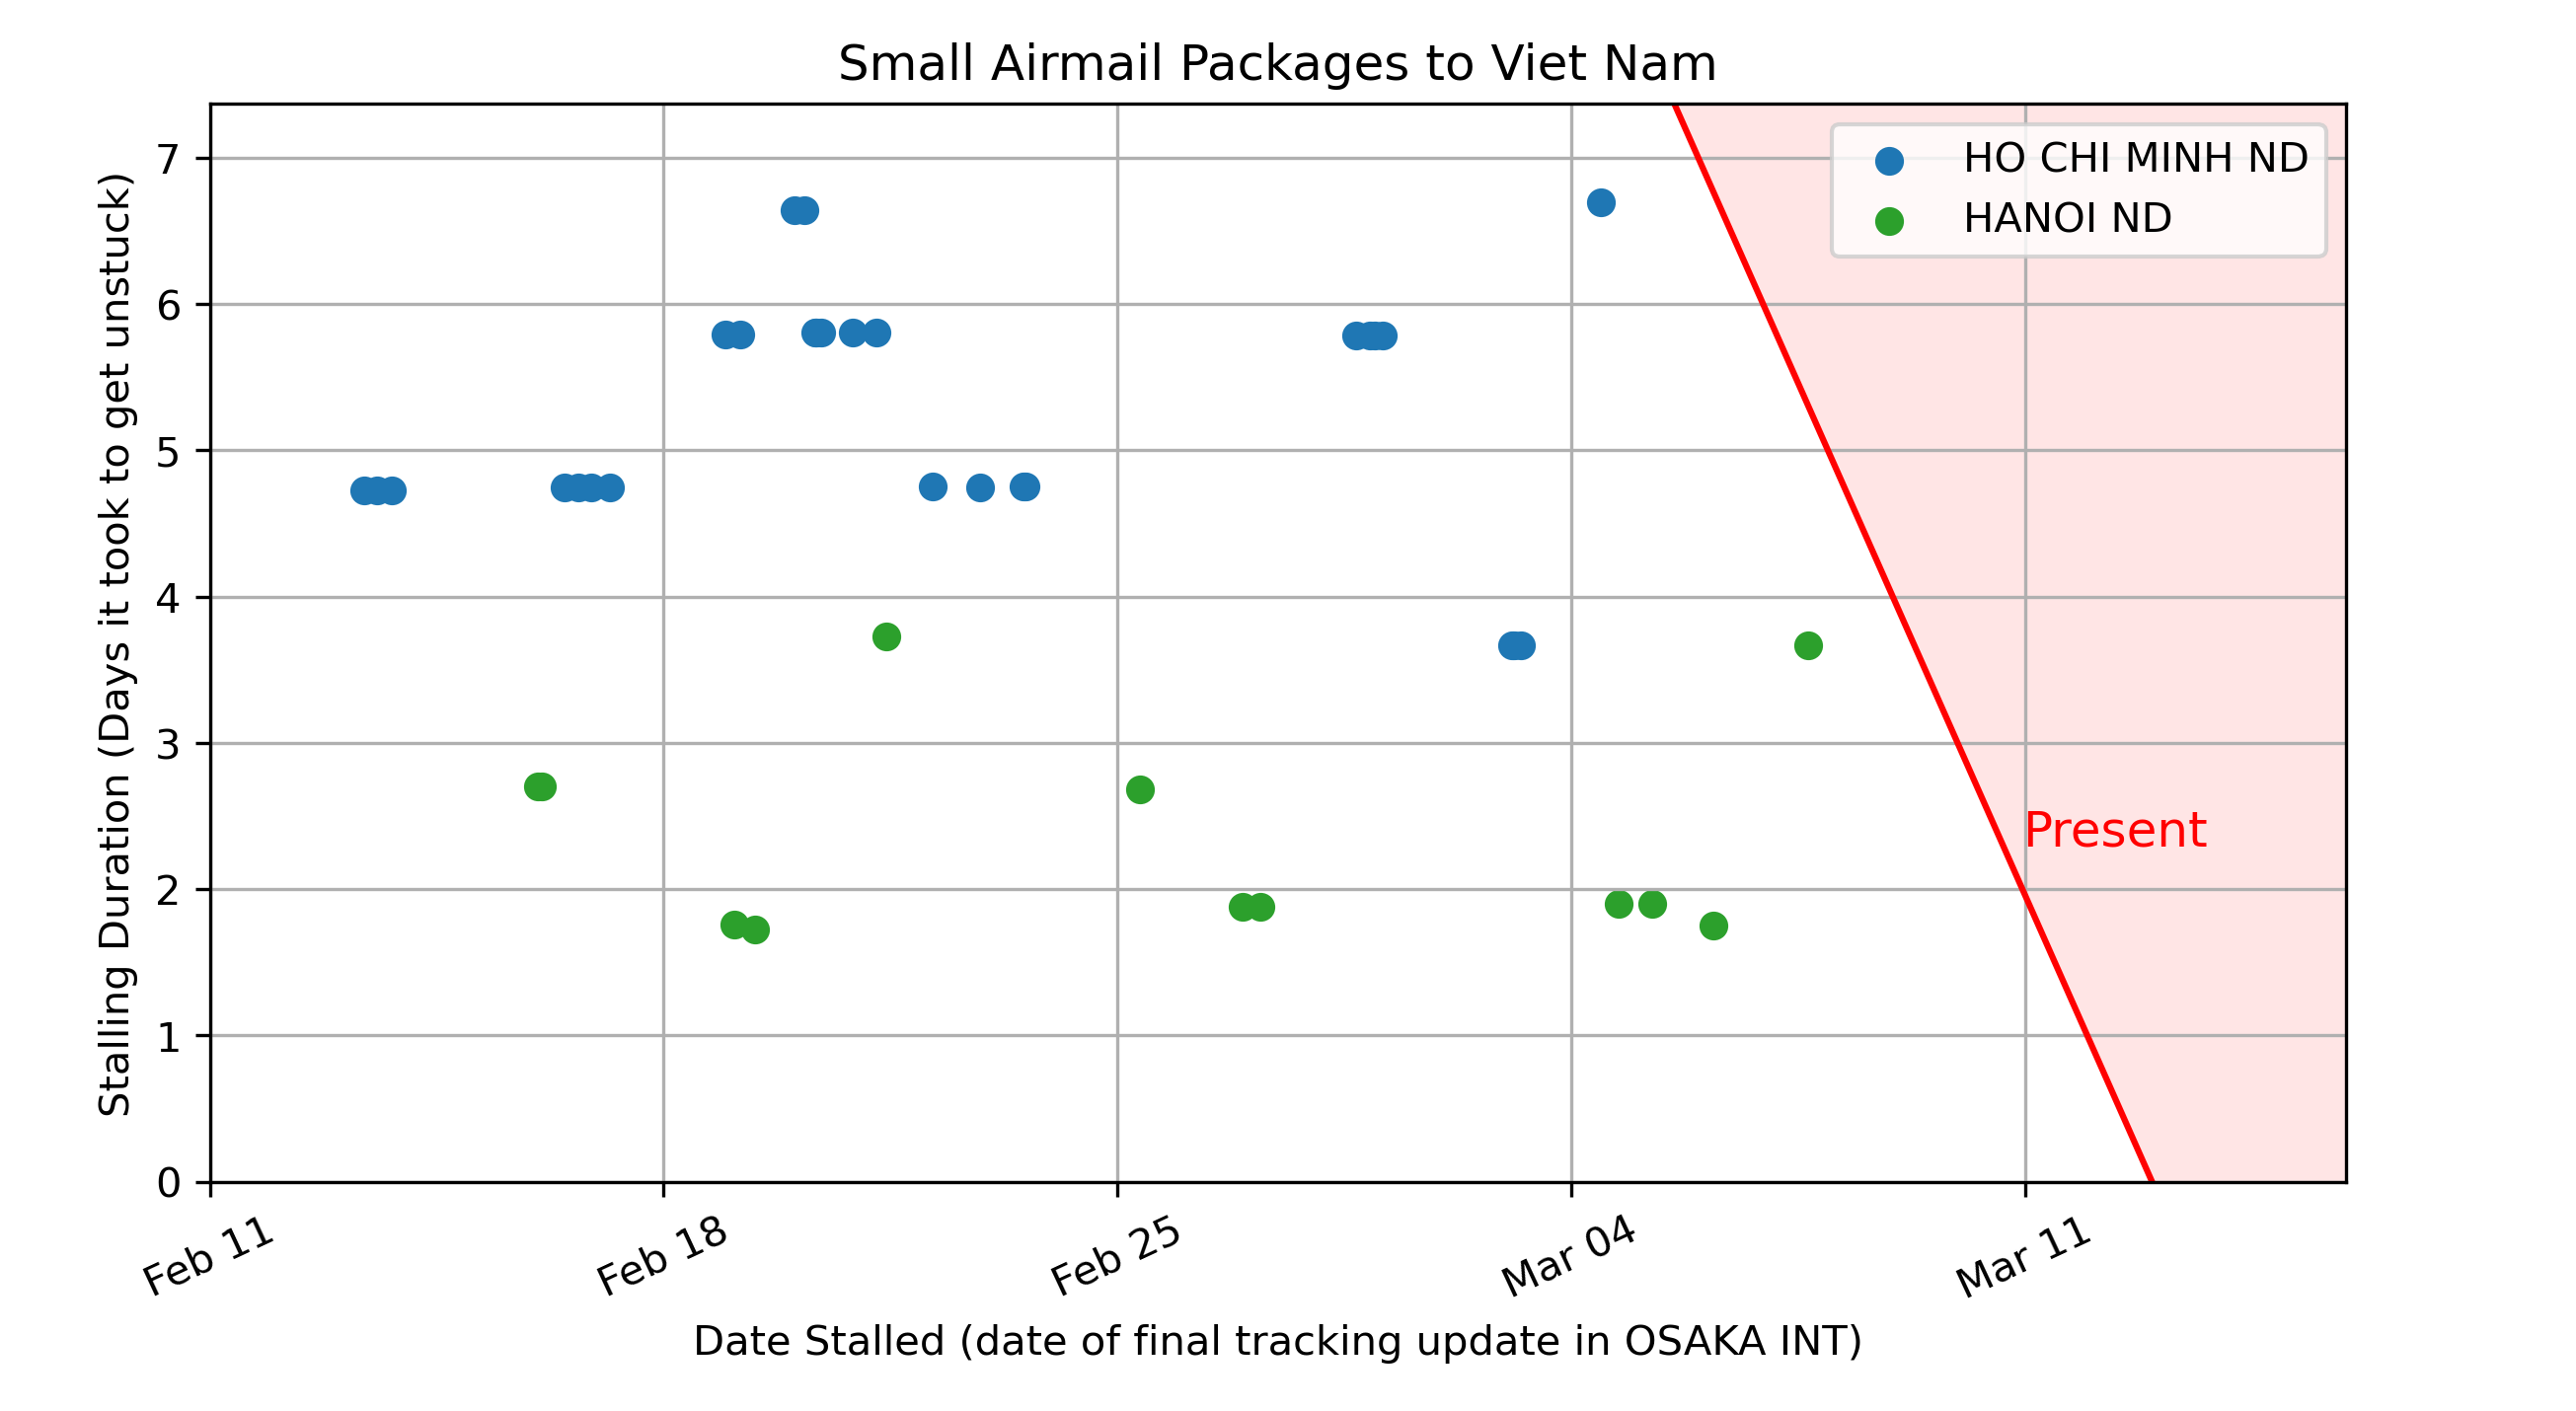 Small Airmail Packages to Viet Nam
HO CHI MINH ND
HANOI ND
Present
Stalling Duration (Days it took to get unstuck)
7
6
5
4
3
2
1
0
Feb 11
Feb 18
Feb 25
Mar 04
Mar 11
Date Stalled (date of final tracking update in OSAKA INT)